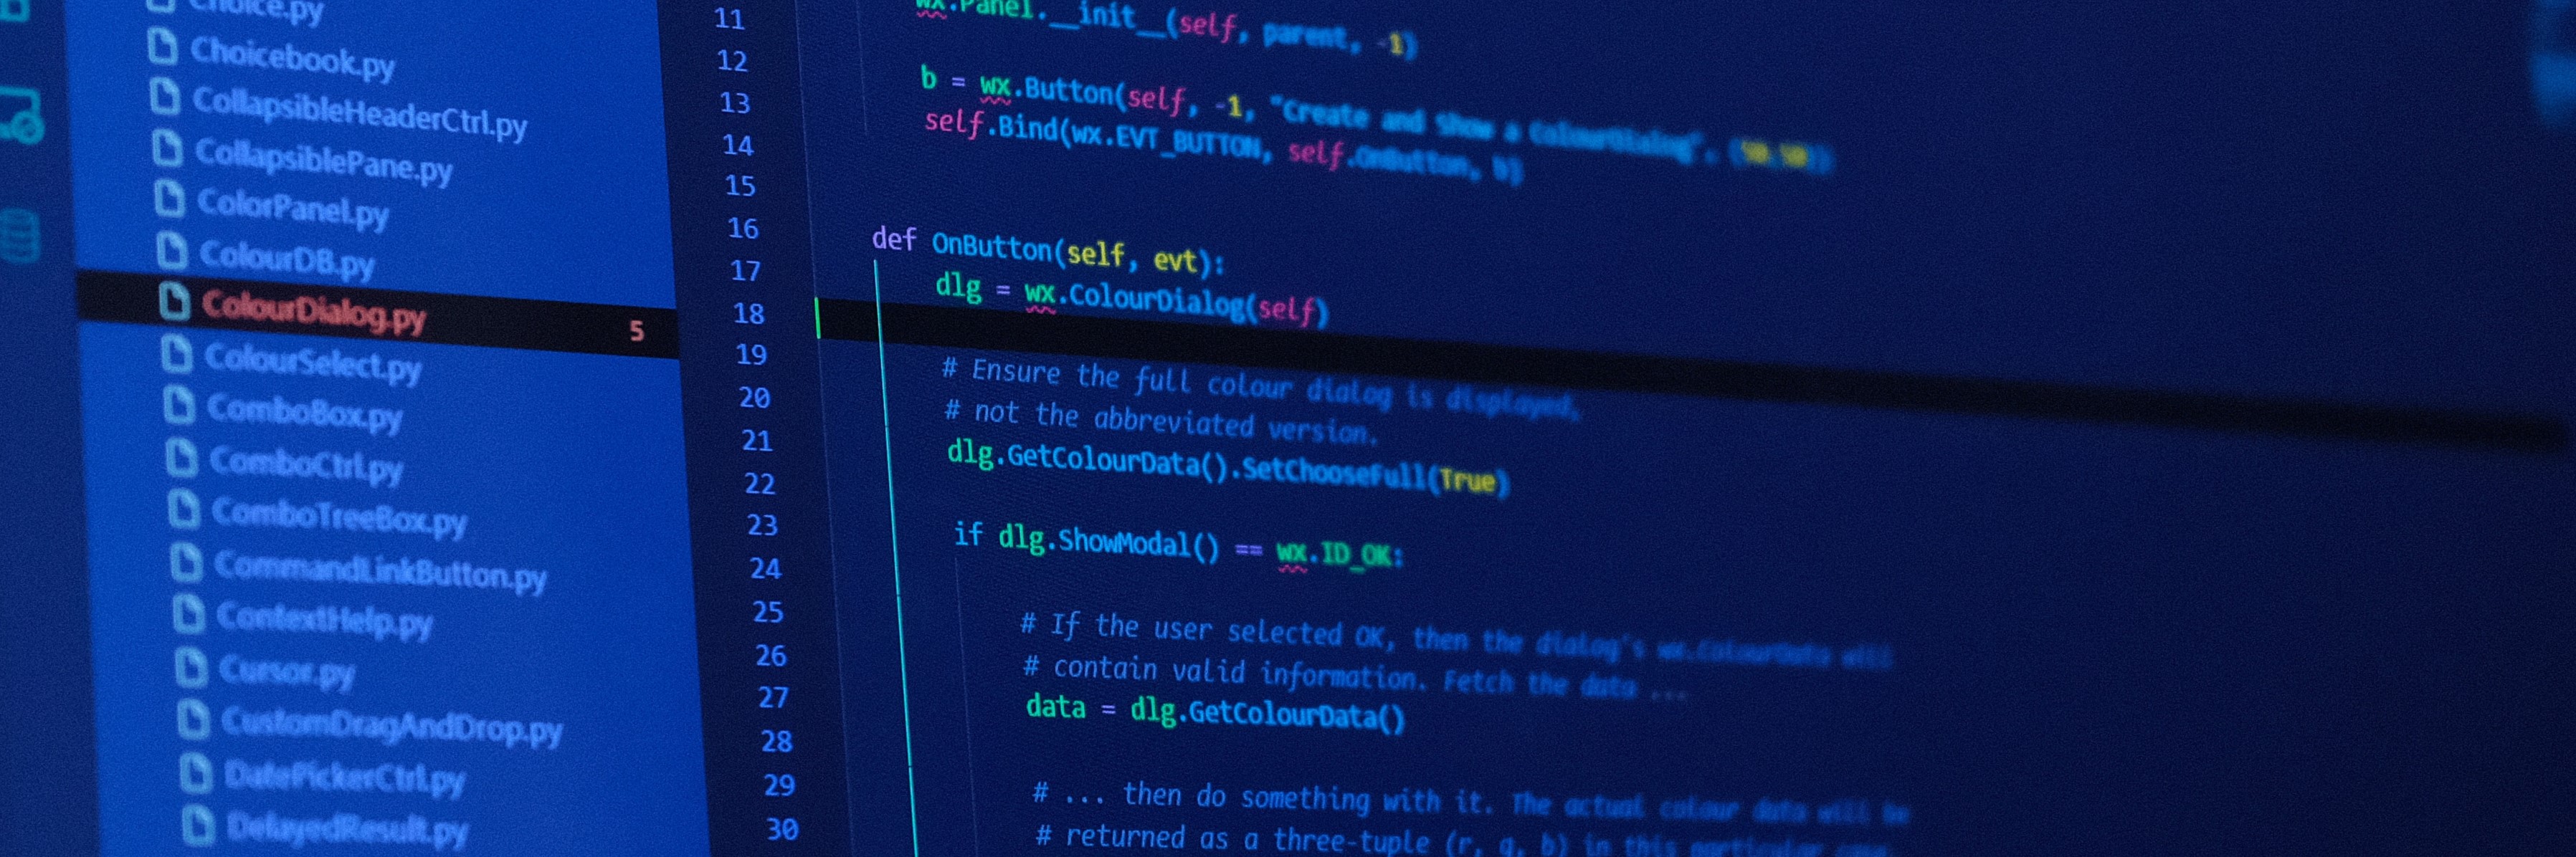 Choice.py
Choicebook.py
CollapsibleHeaderCtrl.py
CollapsiblePane.py
ColorPanel.py
ColourDB.py
ColourDialog.py 5
ColourSelect.py
ComboBox.py
ComboCtrl.py
ComboTreeBox.py
CommandLinkButton.py
ContextHelp.py
Cursor.py
CustomDragAndDrop.py
DatePickerCtrl.py
DelayedResult.py
11 wx.Panel.__init__(self, parent, -1)
12
13 b = wx.Button(self, -1, "Create and Show a ColourDialog", (50,50))
14 self.Bind(wx.EVT_BUTTON, self.OnButton, b)
15
16 def OnButton(self, evt):
17 dlg = wx.ColourDialog(self)
18
19 # Ensure the full colour dialog is displayed,
20 # not the abbreviated version.
21 dlg.GetColourData().SetChooseFull(True)
22
23 if dlg.ShowModal() == wx.ID_OK:
24
25 # If the user selected OK, then the dialog's wx.ColourData will
26 # contain valid information. Fetch the data ...
27 data = dlg.GetColourData()
28
29 # ... then do something with it. The actual colour data will be
30 # returned as a three-tuple (r, g, b) in this particular case.